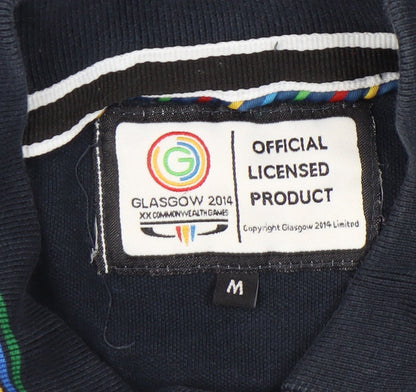 G
GLASGOW 2014
XX COMMONWEALTH GAMES
OFFICIAL
LICENSED
PRODUCT
Copyright Glasgow 2014 Limited
M